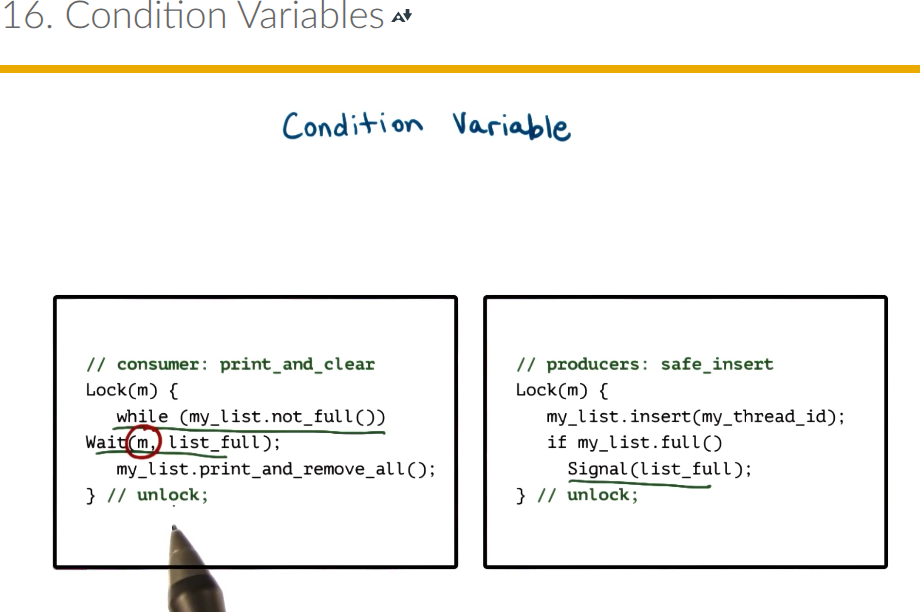 16. Condition Variables
Condition Variable
// consumer: print_and_clear
Lock(m) {
while (my_list.not_full())
Wait(m, list_full);
my_list.print_and_remove_all();
} // unlock;
// producers: safe_insert
Lock(m) {
my_list.insert(my_thread_id);
if my_list.full()
Signal(list_full);
} // unlock;